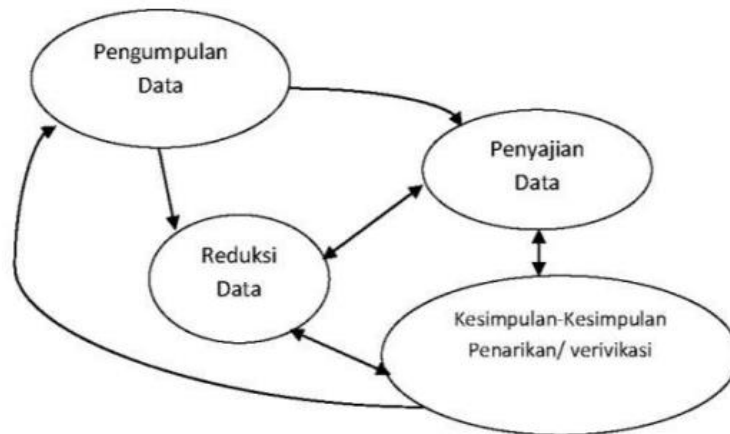 Pengumpulan
Data
Penyajian
Data
Reduksi
Data
Kesimpulan-Kesimpulan
Penarikan/ verivikasi